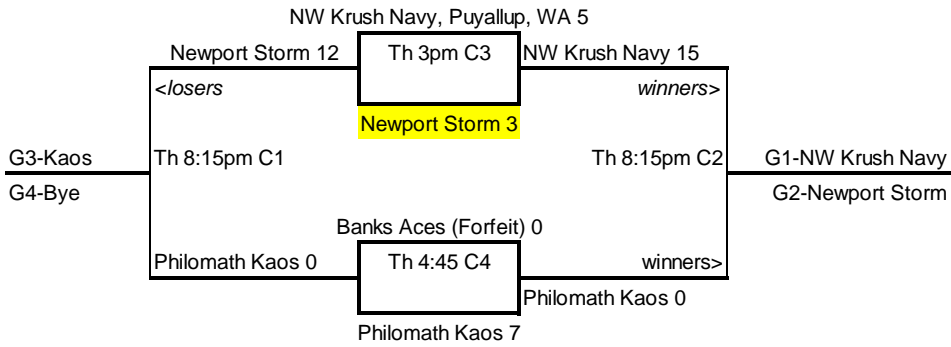 NW Krush Navy, Puyallup, WA 5
Newport Storm 12
Th 3pm C3
NW Krush Navy 15
<losers
winners>
Newport Storm 3
G3-Kaos
Th 8:15pm C1
Th 8:15pm C2
G1-NW Krush Navy
G4-Bye
G2-Newport Storm
Banks Aces (Forfeit) 0
Philomath Kaos 0
Th 4:45 C4
winners>
Philomath Kaos 0
Philomath Kaos 7